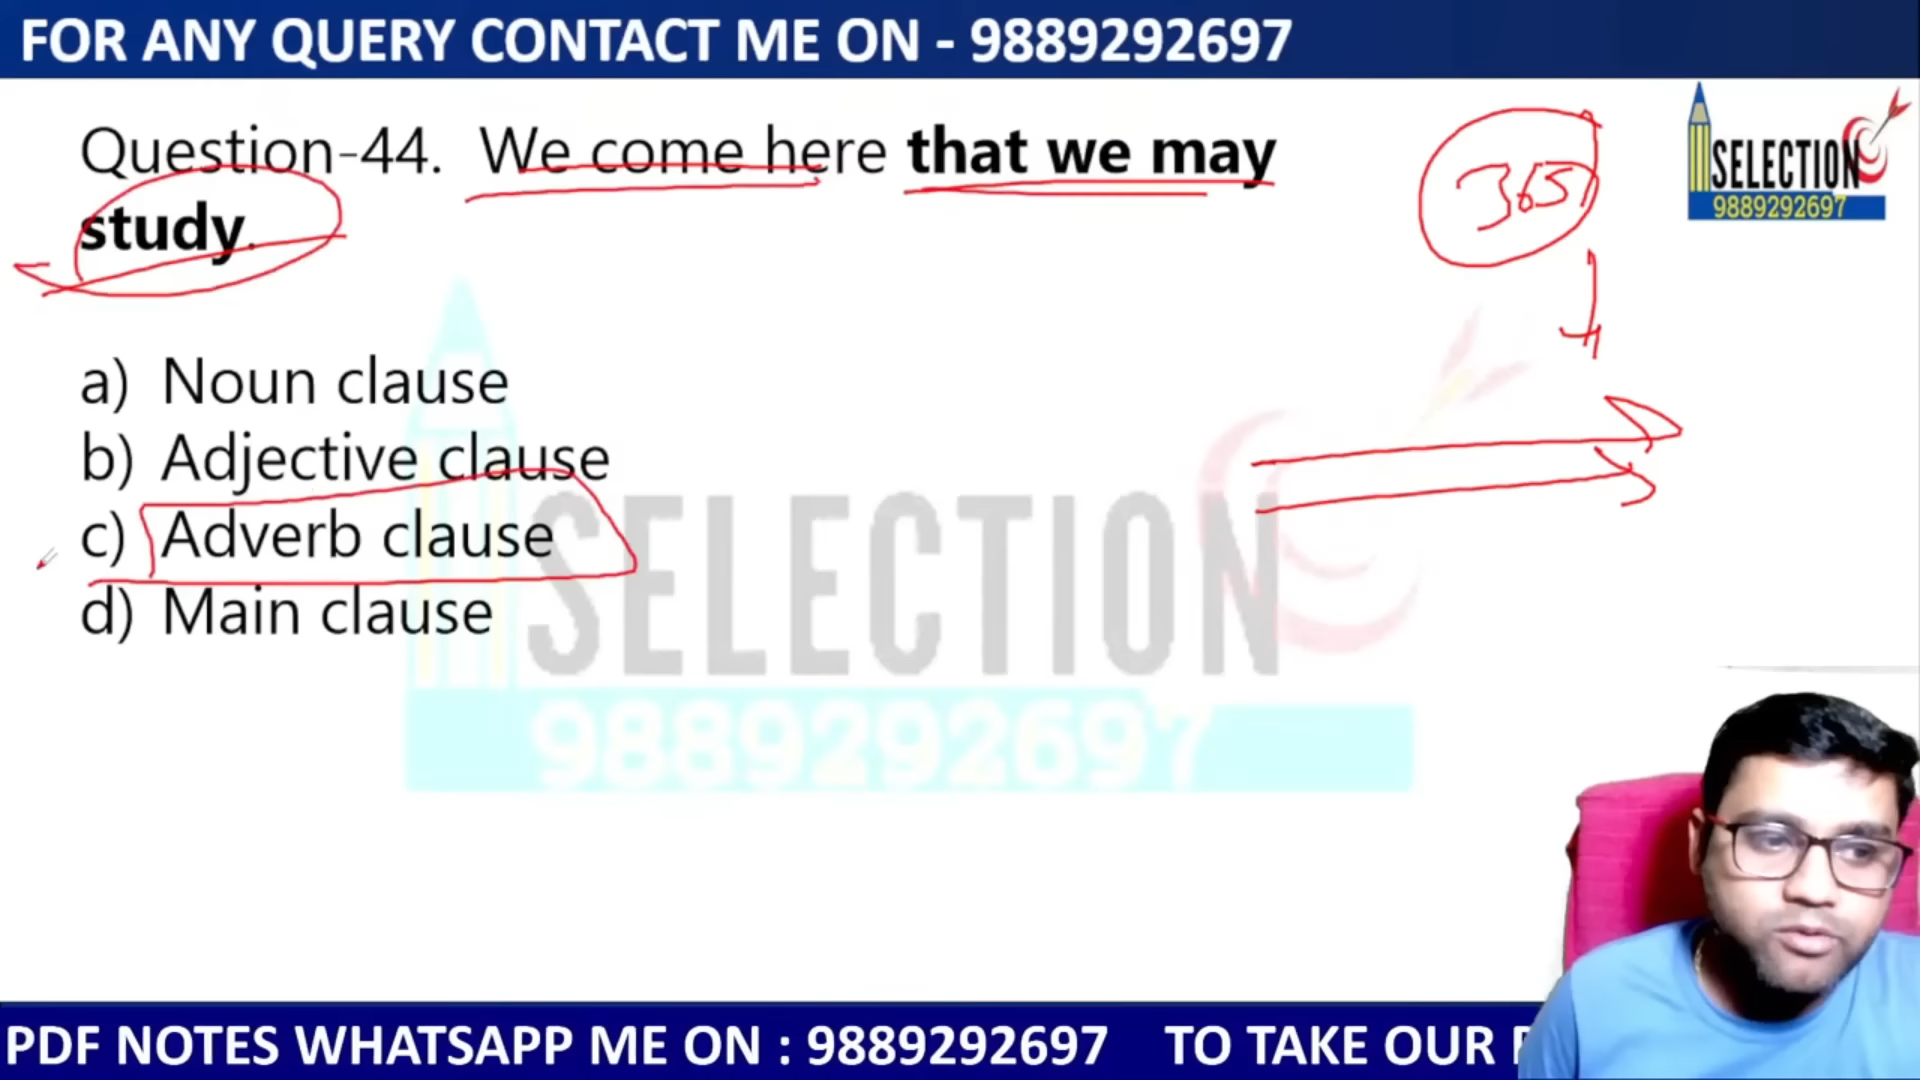 FOR ANY QUERY CONTACT ME ON - 9889292697
Question-44. We come here that we may
study.
365
SELECTION
9889292697
a) Noun clause
b) Adjective clause
c) Adverb clause
d) Main clause
SELECTION
9889292697
PDF NOTES WHATSAPP ME ON : 9889292697 TO TAKE OUR